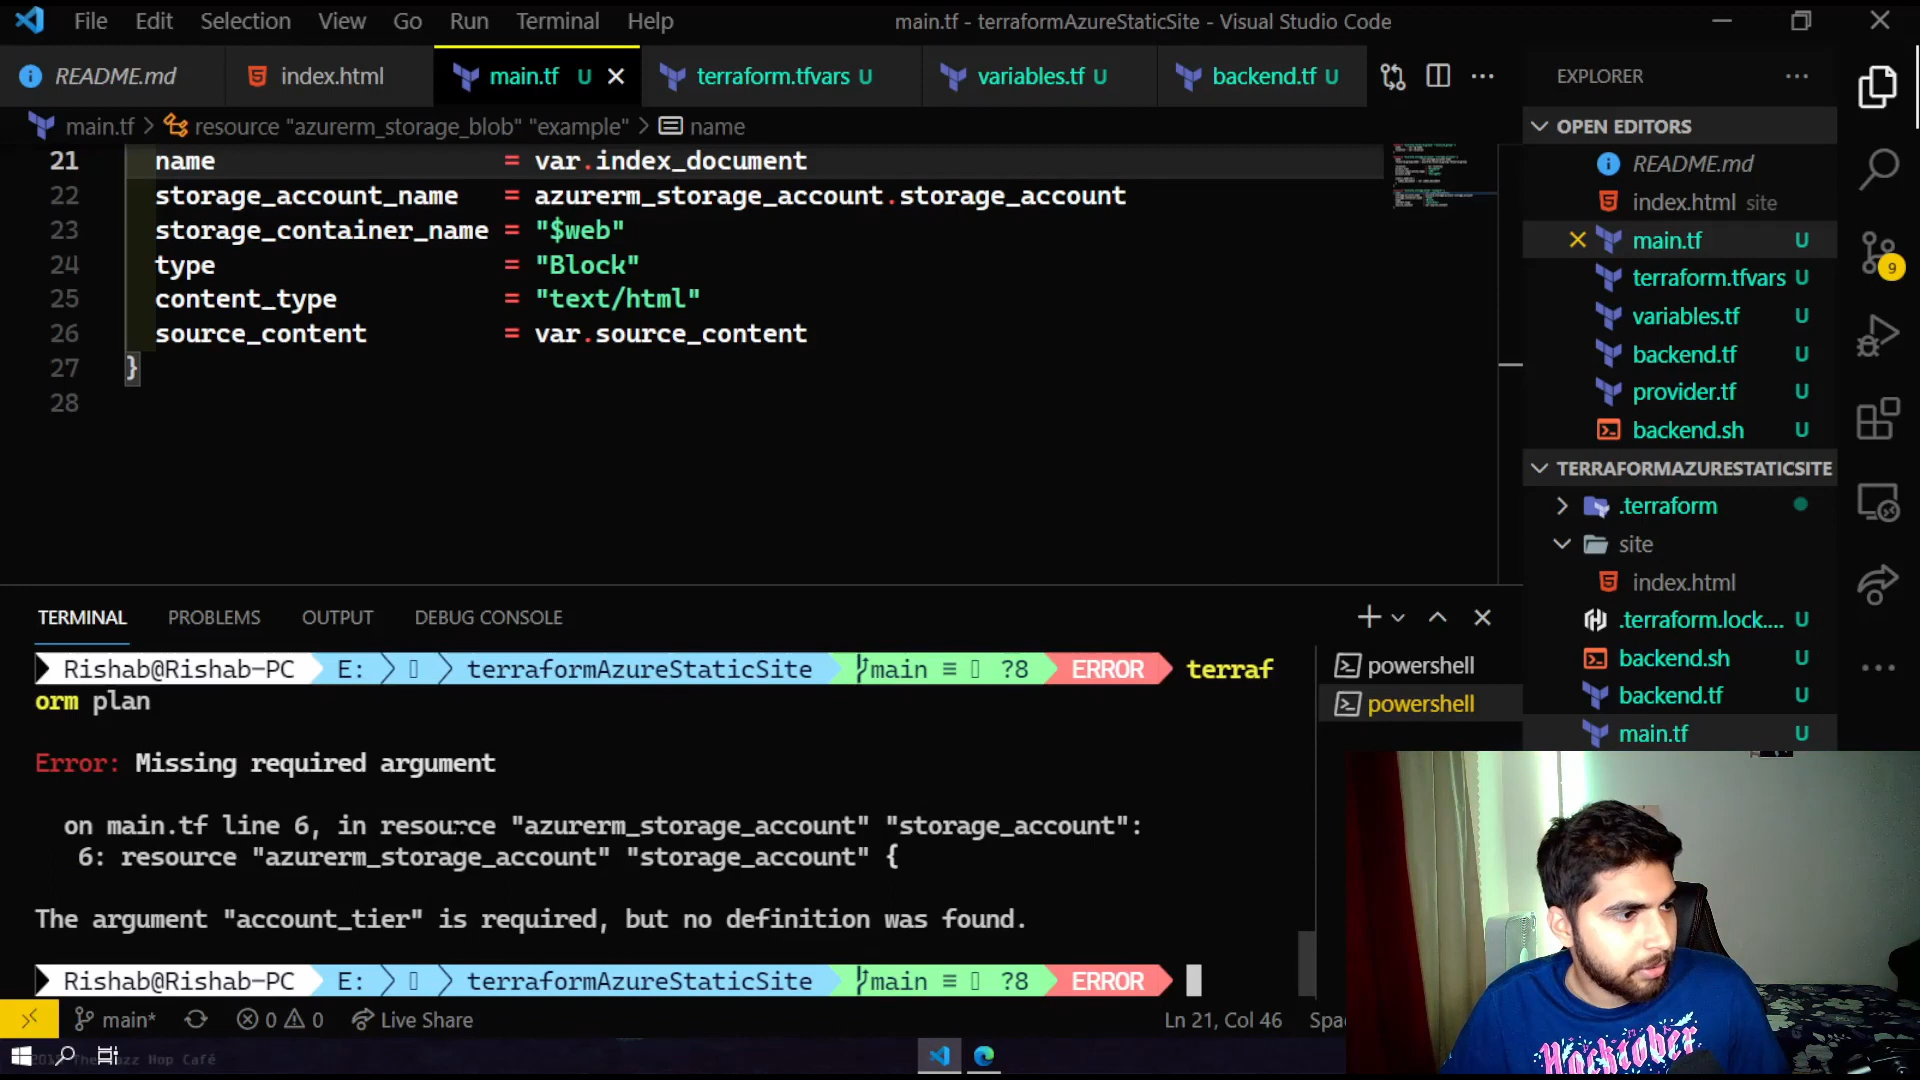 File Edit Selection View Go Run Terminal Help main.tf - terraformAzureStaticSite - Visual Studio Code
README.md index.html main.tf U terraform.tfvars U variables.tf U backend.tf U
EXPLORER
main.tf > resource "azurerm_storage_blob" "example" > name
OPEN EDITORS
README.md
index.html site
main.tf U
terraform.tfvars U
variables.tf U
backend.tf U
provider.tf U
backend.sh U
TERRAFORMAZURESTATICSITE
.terraform
site
index.html
.terraform.lock.... U
backend.sh U
backend.tf U
main.tf U
9
21 name = var.index_document
22 storage_account_name = azurerm_storage_account.storage_account
23 storage_container_name = "$web"
24 type = "Block"
25 content_type = "text/html"
26 source_content = var.source_content
27 }
28
TERMINAL PROBLEMS OUTPUT DEBUG CONSOLE
powershell
powershell
Rishab@Rishab-PC E: terraformAzureStaticSite main ≡ ?8 ERROR terraf
orm plan
Error: Missing required argument
on main.tf line 6, in resource "azurerm_storage_account" "storage_account":
6: resource "azurerm_storage_account" "storage_account" {
The argument "account_tier" is required, but no definition was found.
Rishab@Rishab-PC E: terraformAzureStaticSite main ≡ ?8 ERROR
main* 0 0 Live Share Ln 21, Col 46 Spa
Hacktober